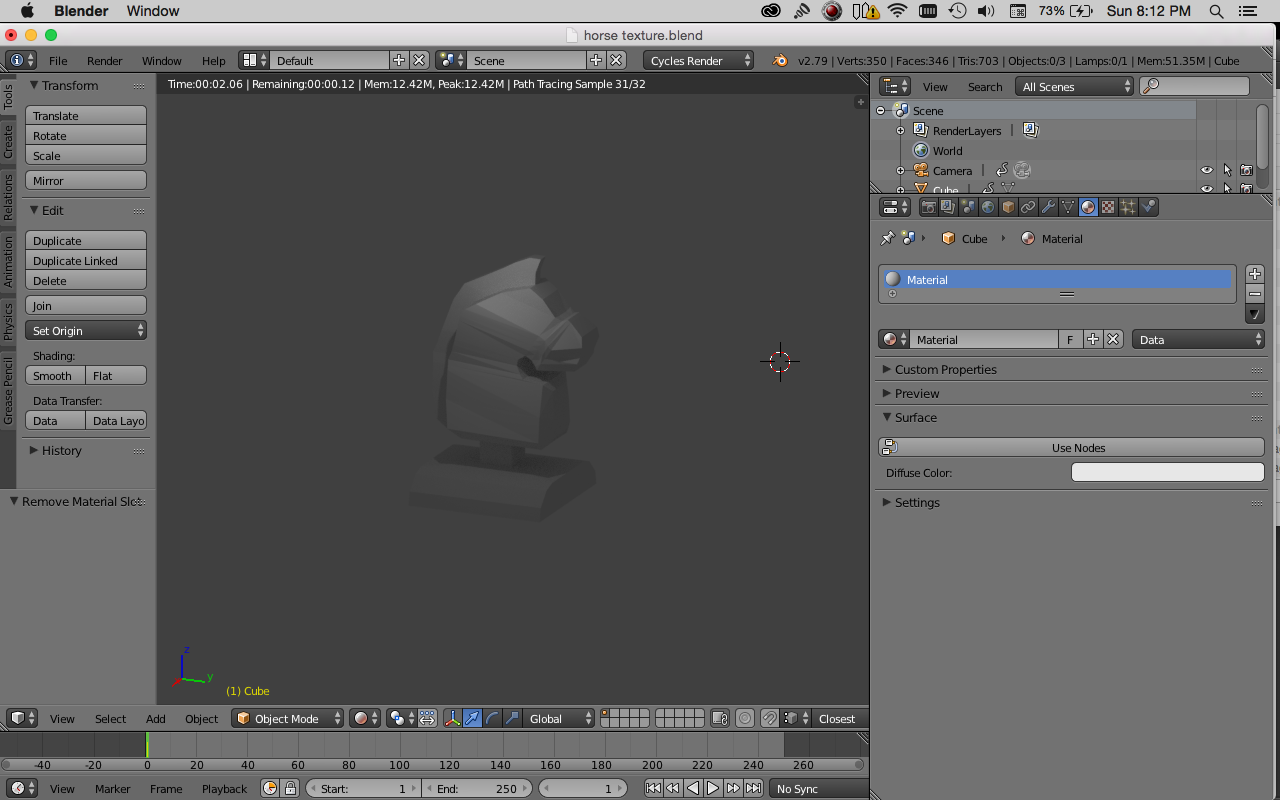 Blender Window 73% Sun 8:12 PM
horse texture.blend
File Render Window Help Default Scene Cycles Render v2.79 | Verts:350 | Faces:346 | Tris:703 | Objects:0/3 | Lamps:0/1 | Mem:51.35M | Cube
Time:00:02.06 | Remaining:00:00.12 | Mem:12.42M, Peak:12.42M | Path Tracing Sample 31/32
Tools
Create
Relations
Animation
Physics
Grease Pencil
Transform
Translate
Rotate
Scale
Mirror
Edit
Duplicate
Duplicate Linked
Delete
Join
Set Origin
Shading:
Smooth Flat
Data Transfer:
Data Data Layo
History
Remove Material Slot
z
y
(1) Cube
View Select Add Object Object Mode Global Closest
-40 -20 0 20 40 60 80 100 120 140 160 180 200 220 240 260
View Marker Frame Playback Start: 1 End: 250 1 No Sync
View Search All Scenes
Scene
RenderLayers
World
Camera
Cube
Cube Material
Material
Material F Data
Custom Properties
Preview
Surface
Use Nodes
Diffuse Color:
Settings